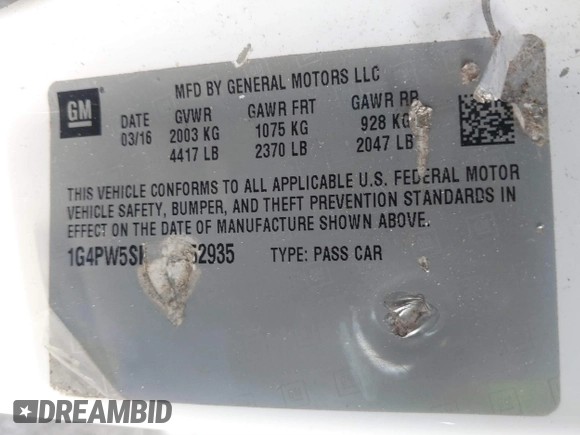 MFD BY GENERAL MOTORS LLC
GM
DATE GVWR GAWR FRT GAWR RR
03/16 2003 KG 1075 KG 928 KG
4417 LB 2370 LB 2047 LB
THIS VEHICLE CONFORMS TO ALL APPLICABLE U.S. FEDERAL MOTOR
VEHICLE SAFETY, BUMPER, AND THEFT PREVENTION STANDARDS IN
EFFECT ON THE DATE OF MANUFACTURE SHOWN ABOVE.
TYPE: PASS CAR
DREAMBID